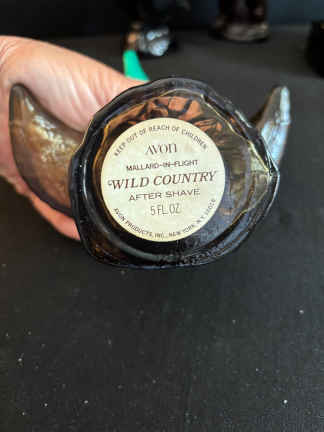 KEEP OUT OF REACH OF CHILDREN
AVON
MALLARD-IN-FLIGHT
WILD COUNTRY
AFTER SHAVE
5 FL.OZ.
AVON PRODUCTS, INC., NEW YORK, N.Y.